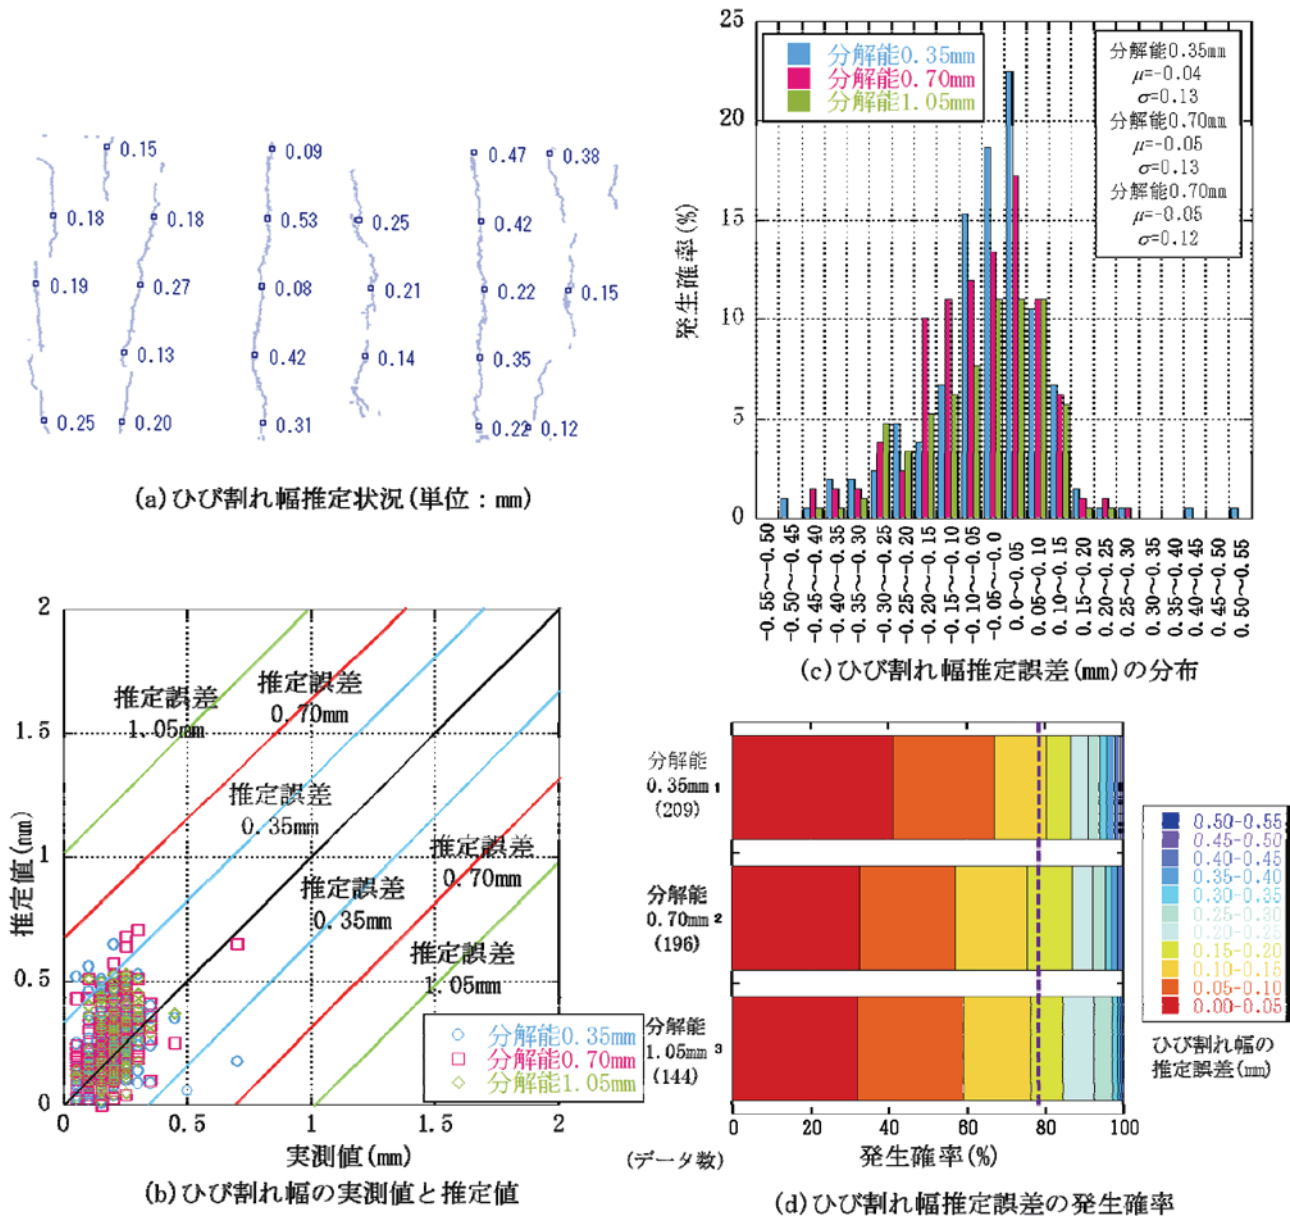 0.15
0.09
0.47
0.38
0.18
0.18
0.53
0.25
0.42
0.19
0.27
0.08
0.21
0.22
0.15
0.13
0.42
0.14
0.35
0.25
0.20
0.31
0.22
0.12
(a)ひび割れ幅推定状況(単位：mm)
2
1.5
1
0.5
0
推定値(mm)
推定誤差
1.05mm
推定誤差
0.70mm
推定誤差
0.35mm
推定誤差
0.70mm
推定誤差
0.35mm
推定誤差
1.05mm
分解能0.35mm
分解能0.70mm
分解能1.05mm
0 0.5 1 1.5 2
実測値(mm)
(b)ひび割れ幅の実測値と推定値
25
20
15
10
5
0
発生確率(%)
分解能0.35mm
分解能0.70mm
分解能1.05mm
分解能0.35mm
μ=-0.04
σ=0.13
分解能0.70mm
μ=-0.05
σ=0.13
分解能0.70mm
μ=-0.05
σ=0.12
-0.55～-0.50
-0.50～-0.45
-0.45～-0.40
-0.35～-0.30
-0.30～-0.25
-0.25～-0.20
-0.20～-0.15
-0.15～-0.10
-0.10～-0.05
-0.05～-0.0
0.0～0.05
0.05～0.10
0.10～0.15
0.15～0.20
0.20～0.25
0.25～0.30
0.30～0.35
0.35～0.40
0.40～0.45
0.45～0.50
0.50～0.55
(c)ひび割れ幅推定誤差(mm)の分布
分解能
0.35mm 1
(209)
分解能
0.70mm 2
(196)
分解能
1.05mm 3
(144)
0 20 40 60 80 100
(データ数)
発生確率(%)
0.50-0.55
0.45-0.50
0.40-0.45
0.35-0.40
0.30-0.35
0.25-0.30
0.20-0.25
0.15-0.20
0.10-0.15
0.05-0.10
0.00-0.05
ひび割れ幅の
推定誤差(mm)
(d)ひび割れ幅推定誤差の発生確率